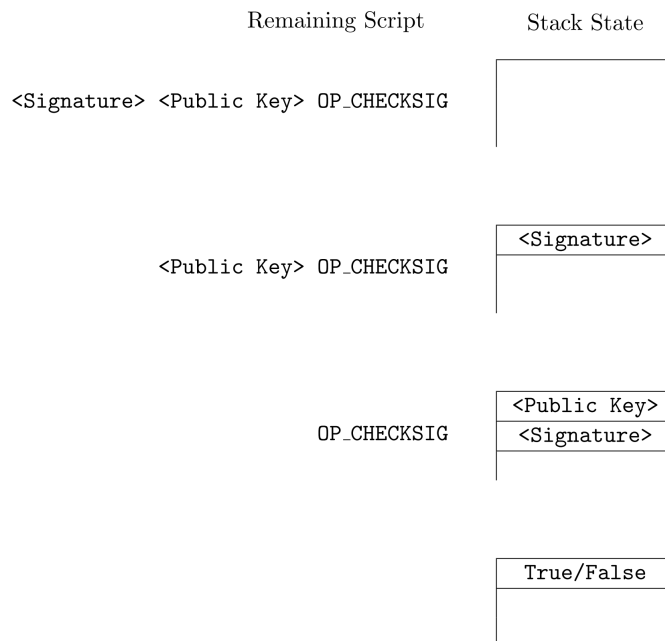 Remaining Script Stack State
<Signature> <Public Key> OP_CHECKSIG
<Signature>
<Public Key> OP_CHECKSIG
<Public Key>
OP_CHECKSIG <Signature>
True/False